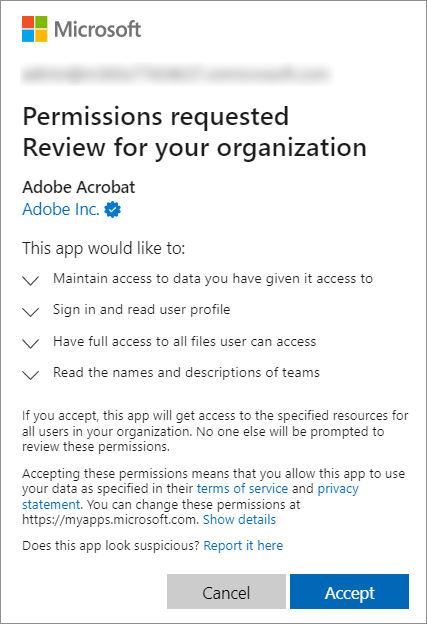 Microsoft
Permissions requested
Review for your organization
Adobe Acrobat
Adobe Inc.
This app would like to:
Maintain access to data you have given it access to
Sign in and read user profile
Have full access to all files user can access
Read the names and descriptions of teams
If you accept, this app will get access to the specified resources for
all users in your organization. No one else will be prompted to
review these permissions.
Accepting these permissions means that you allow this app to use
your data as specified in their terms of service and privacy
statement. You can change these permissions at
https://myapps.microsoft.com. Show details
Does this app look suspicious? Report it here
Cancel
Accept